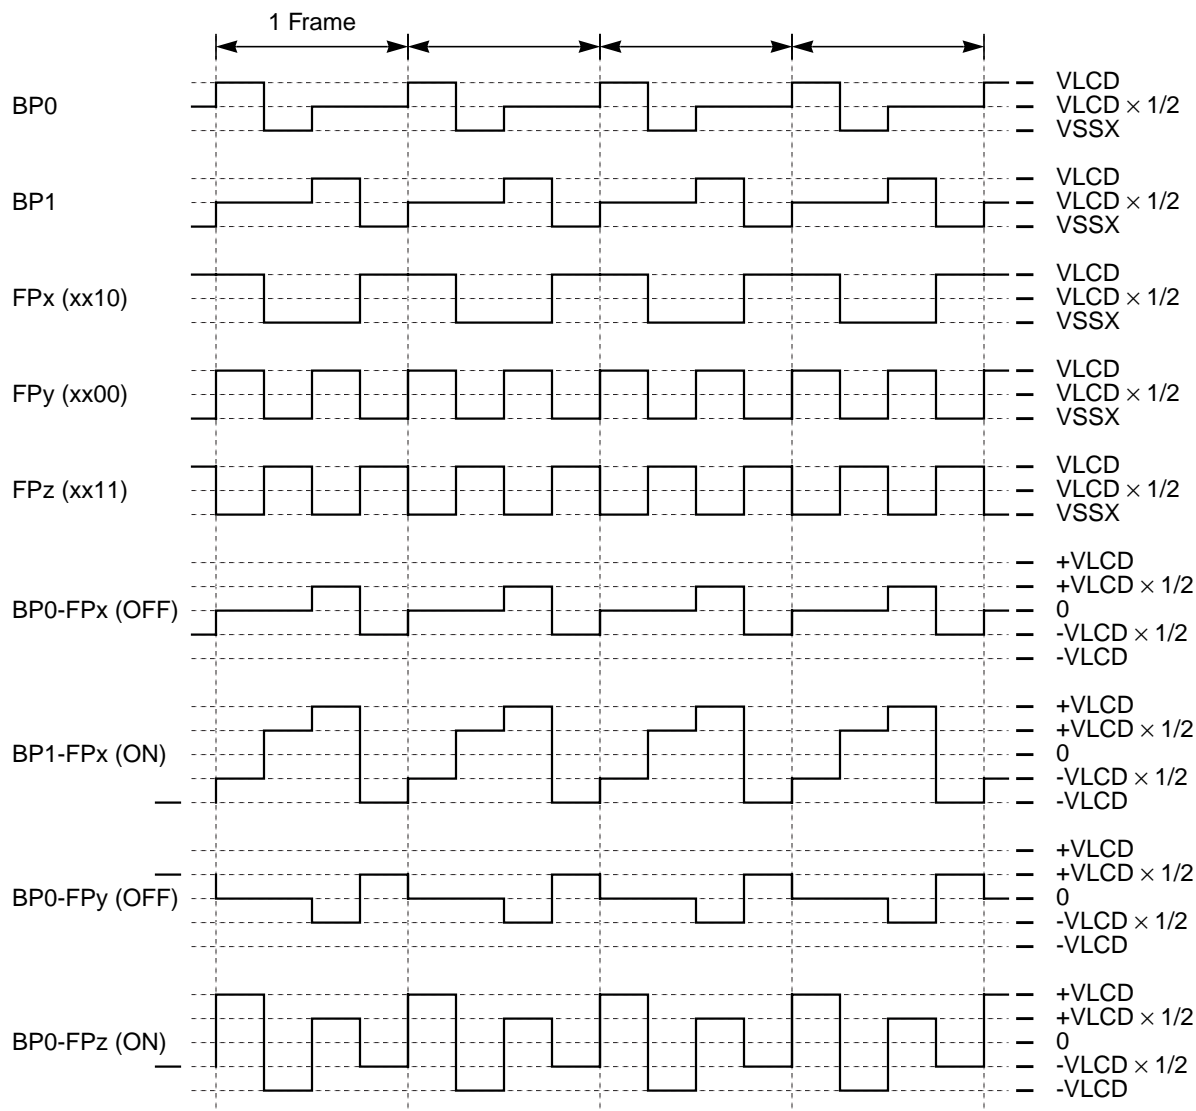 1 Frame
BP0
VLCD
VLCD × 1/2
VSSX
BP1
VLCD
VLCD × 1/2
VSSX
FPx (xx10)
VLCD
VLCD × 1/2
VSSX
FPy (xx00)
VLCD
VLCD × 1/2
VSSX
FPz (xx11)
VLCD
VLCD × 1/2
VSSX
BP0-FPx (OFF)
+VLCD
+VLCD × 1/2
0
-VLCD × 1/2
-VLCD
BP1-FPx (ON)
+VLCD
+VLCD × 1/2
0
-VLCD × 1/2
-VLCD
BP0-FPy (OFF)
+VLCD
+VLCD × 1/2
0
-VLCD × 1/2
-VLCD
BP0-FPz (ON)
+VLCD
+VLCD × 1/2
0
-VLCD × 1/2
-VLCD